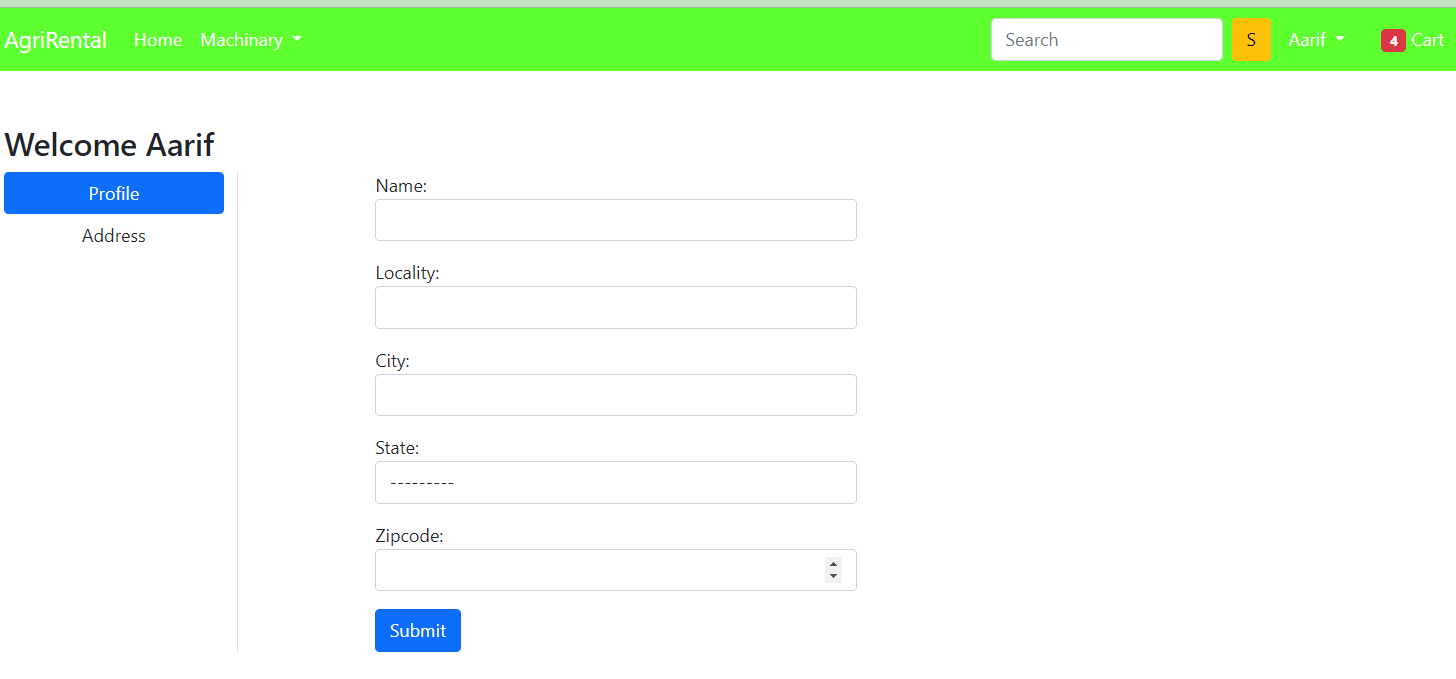 AgriRental Home Machinary Search S Aarif 4 Cart
Welcome Aarif
Profile
Address
Name:
Locality:
City:
State:
---------
Zipcode:
Submit